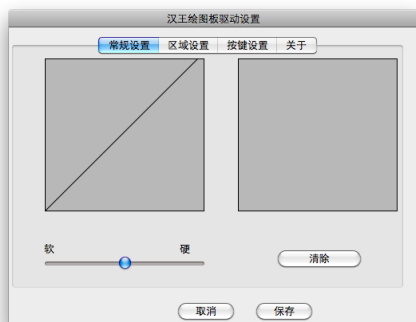 汉王绘图板驱动设置
常规设置 区域设置 按键设置 关于
软 硬
清除
取消 保存